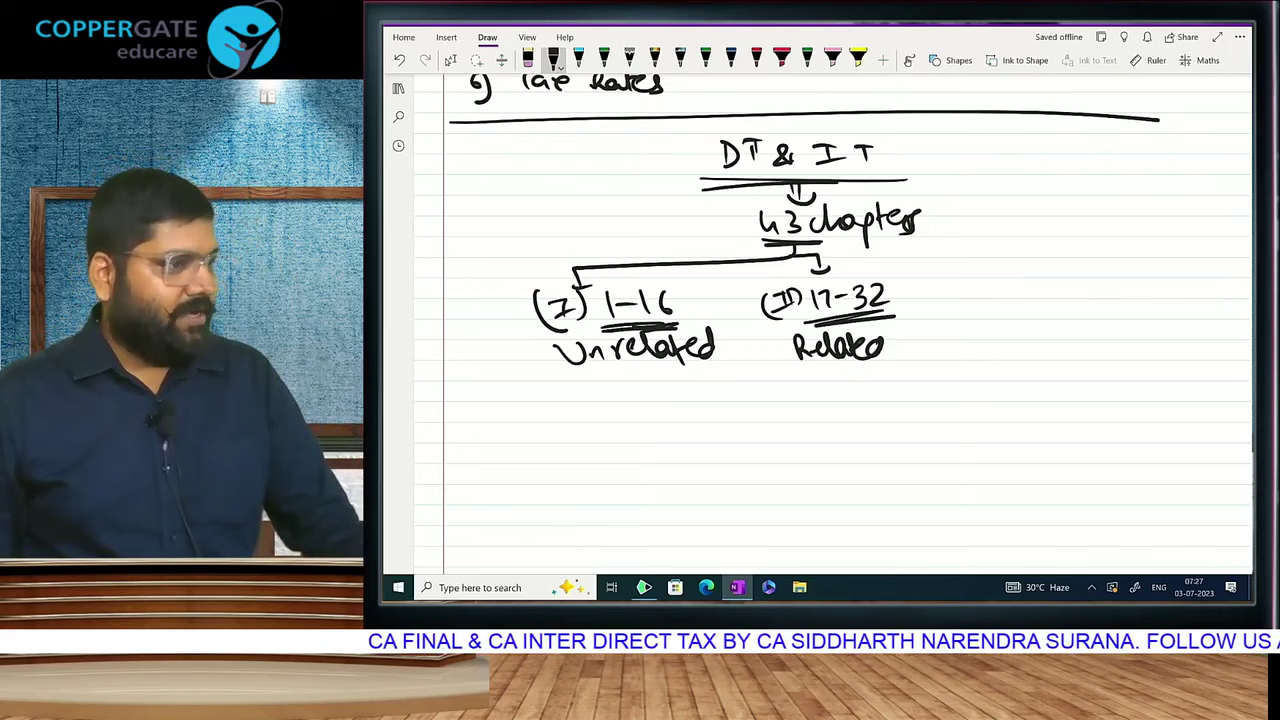 COPPERGATE
educare
Home Insert Draw View Help
Saved offline
Share
Shapes
Ink to Shape
Ink to Text
Ruler
Maths
6) Tax Rates
DT & IT
43 chapters
(I) 1-16 (II) 17-32
Unrelated Related
Type here to search
30°C Haze
ENG
07:27
03-07-2023
CA FINAL & CA INTER DIRECT TAX BY CA SIDDHARTH NARENDRA SURANA. FOLLOW US